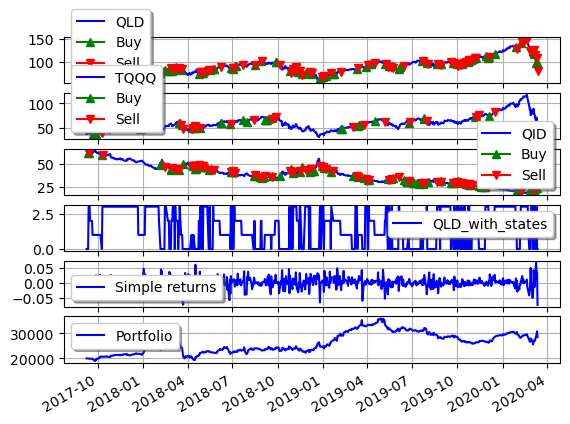 QLD
Buy
Sell
150
100
TQQQ
Buy
Sell
100
50
QID
Buy
Sell
50
25
QLD_with_states
2.5
0.0
Simple returns
0.05
0.00
−0.05
Portfolio
30000
20000
2017-10
2018-01
2018-04
2018-07
2018-10
2019-01
2019-04
2019-07
2019-10
2020-01
2020-04